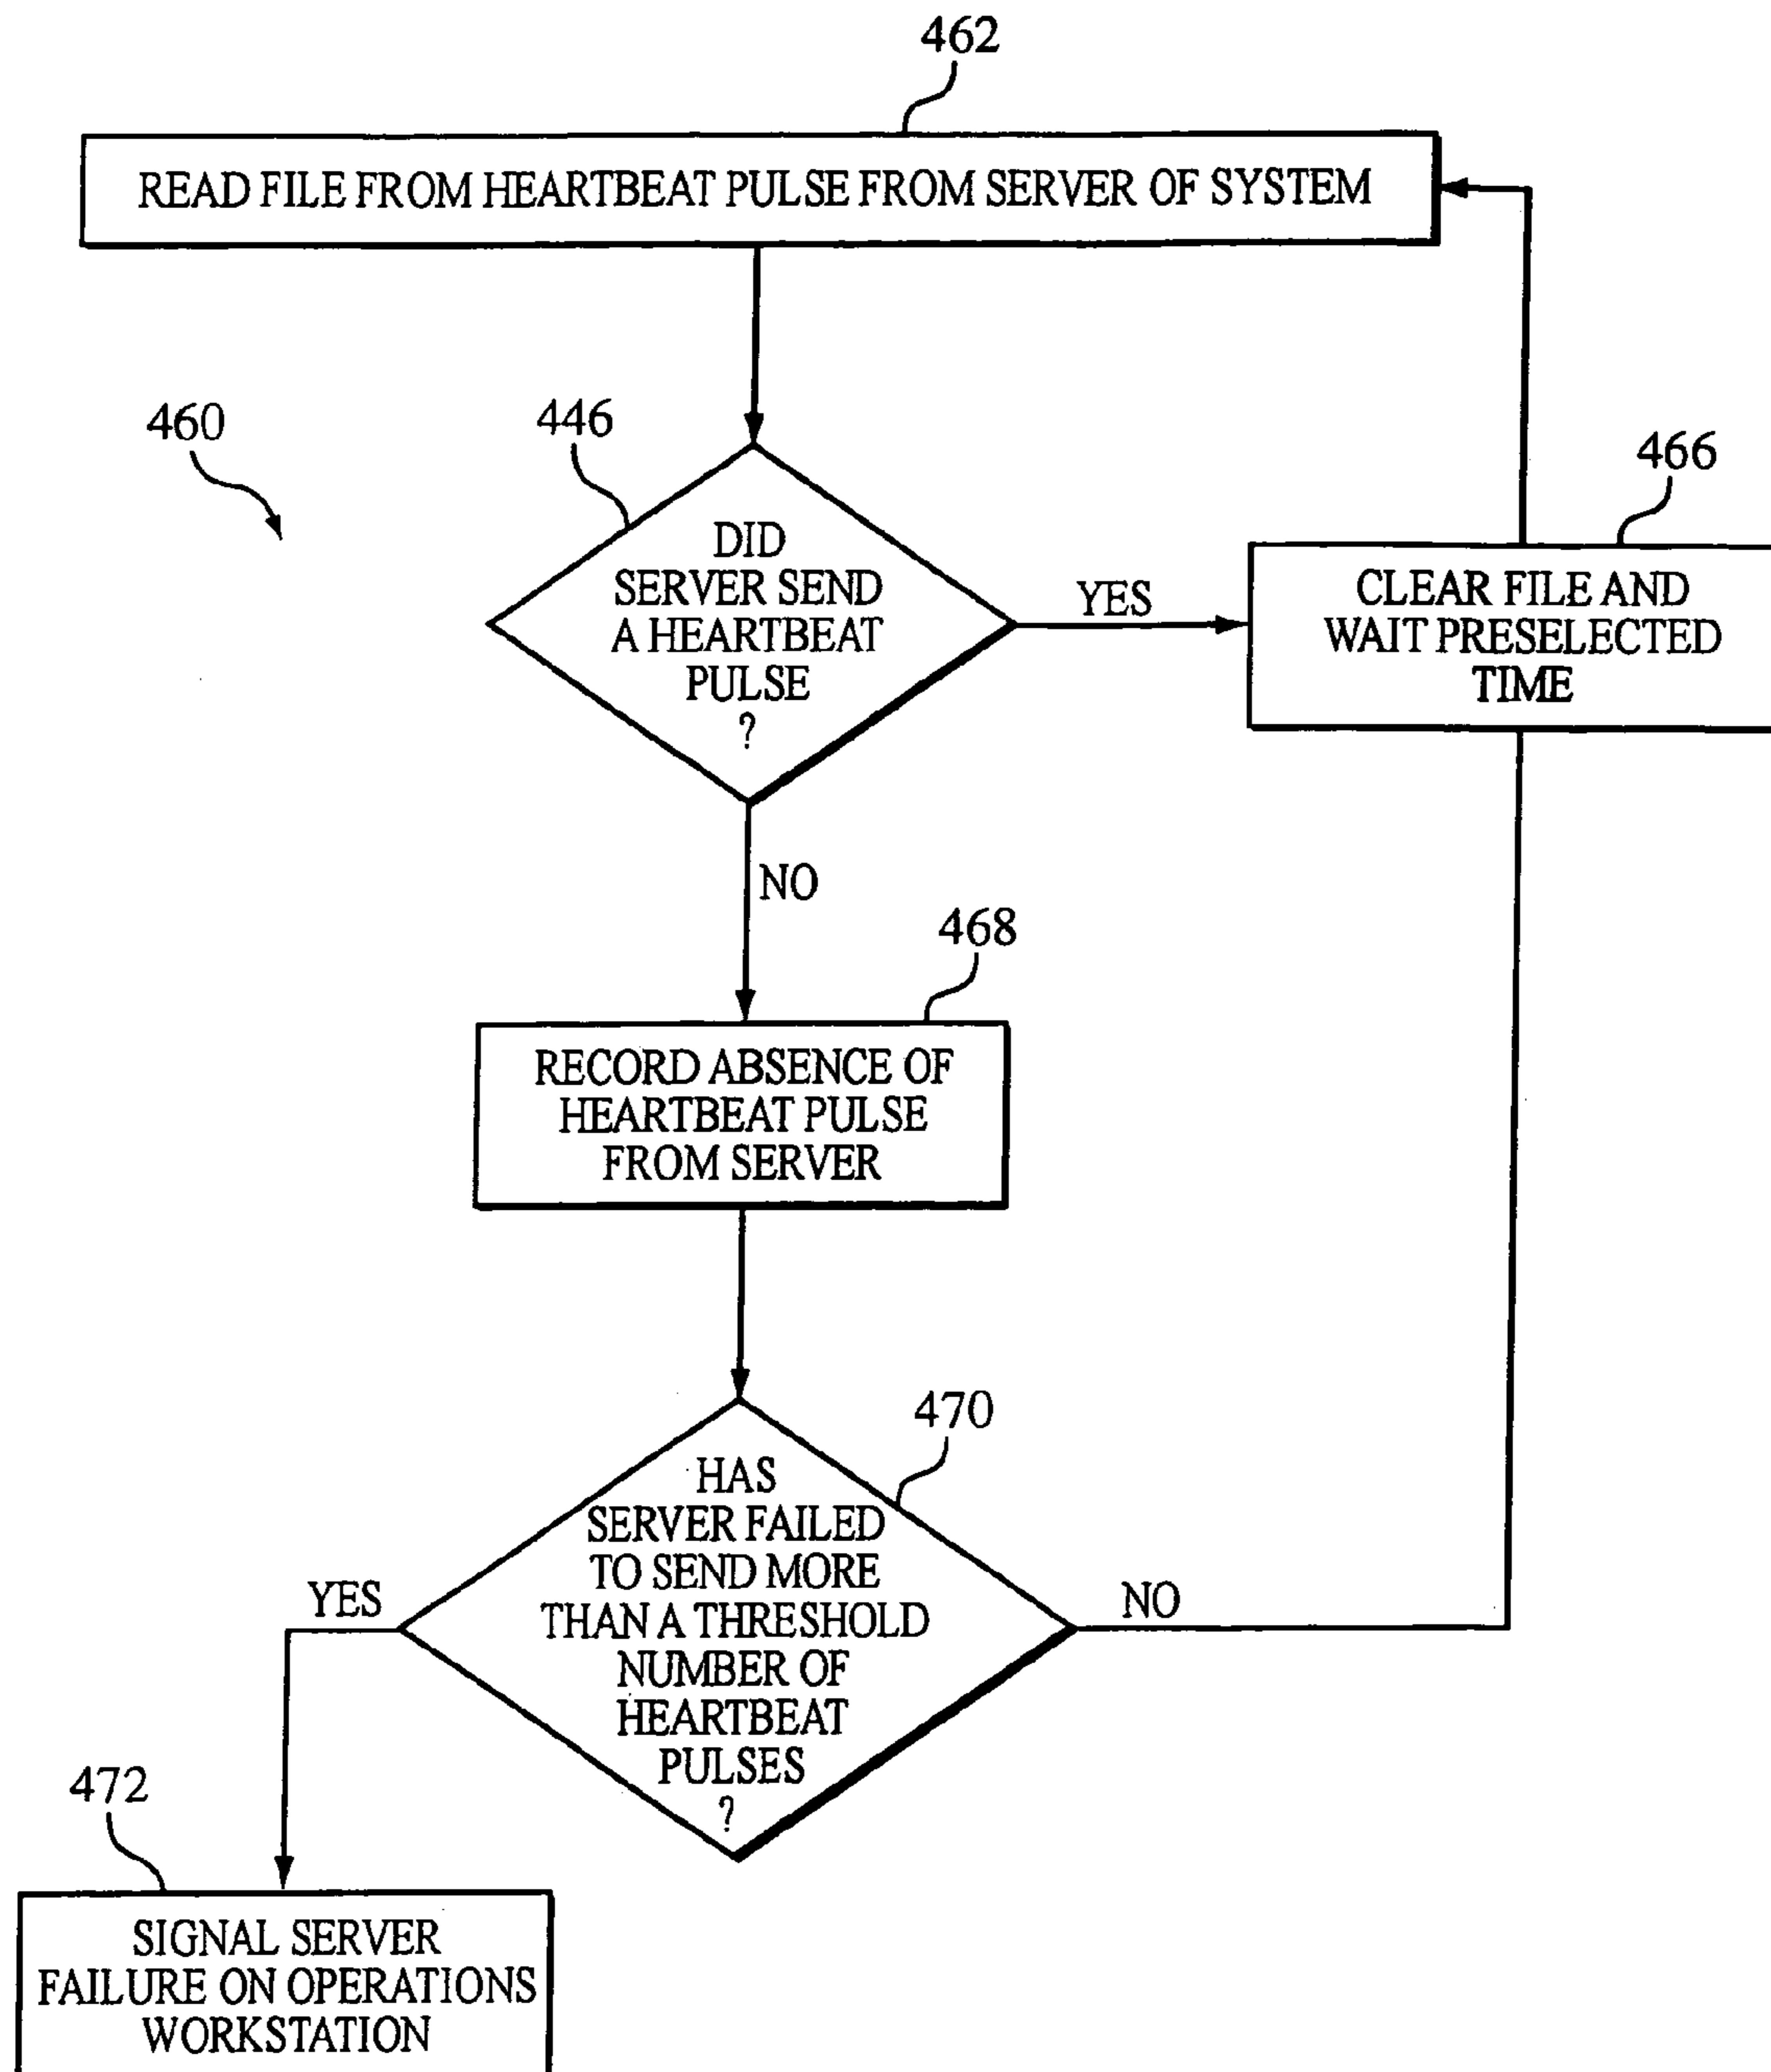 462
READ FILE FROM HEARTBEAT PULSE FROM SERVER OF SYSTEM
460
446
DID
SERVER SEND
A HEARTBEAT
PULSE
?
YES
466
CLEAR FILE AND
WAIT PRESELECTED
TIME
NO
468
RECORD ABSENCE OF
HEARTBEAT PULSE
FROM SERVER
470
HAS
SERVER FAILED
TO SEND MORE
THAN A THRESHOLD
NUMBER OF
HEARTBEAT
PULSES
?
YES
NO
472
SIGNAL SERVER
FAILURE ON OPERATIONS
WORKSTATION